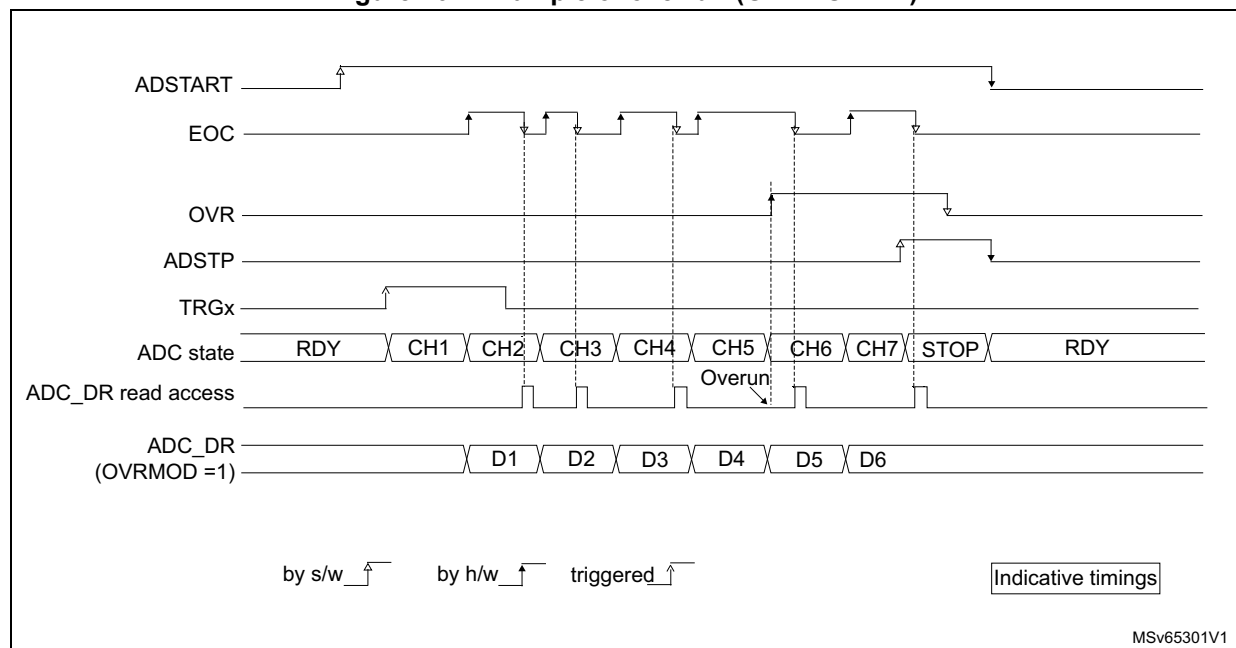 ADSTART
EOC
OVR
ADSTP
TRGx
ADC state RDY CH1 CH2 CH3 CH4 CH5 CH6 CH7 STOP RDY
Overun
ADC_DR read access
ADC_DR
(OVRMOD =1)
D1 D2 D3 D4 D5 D6
by s/w by h/w triggered Indicative timings
MSv65301V1